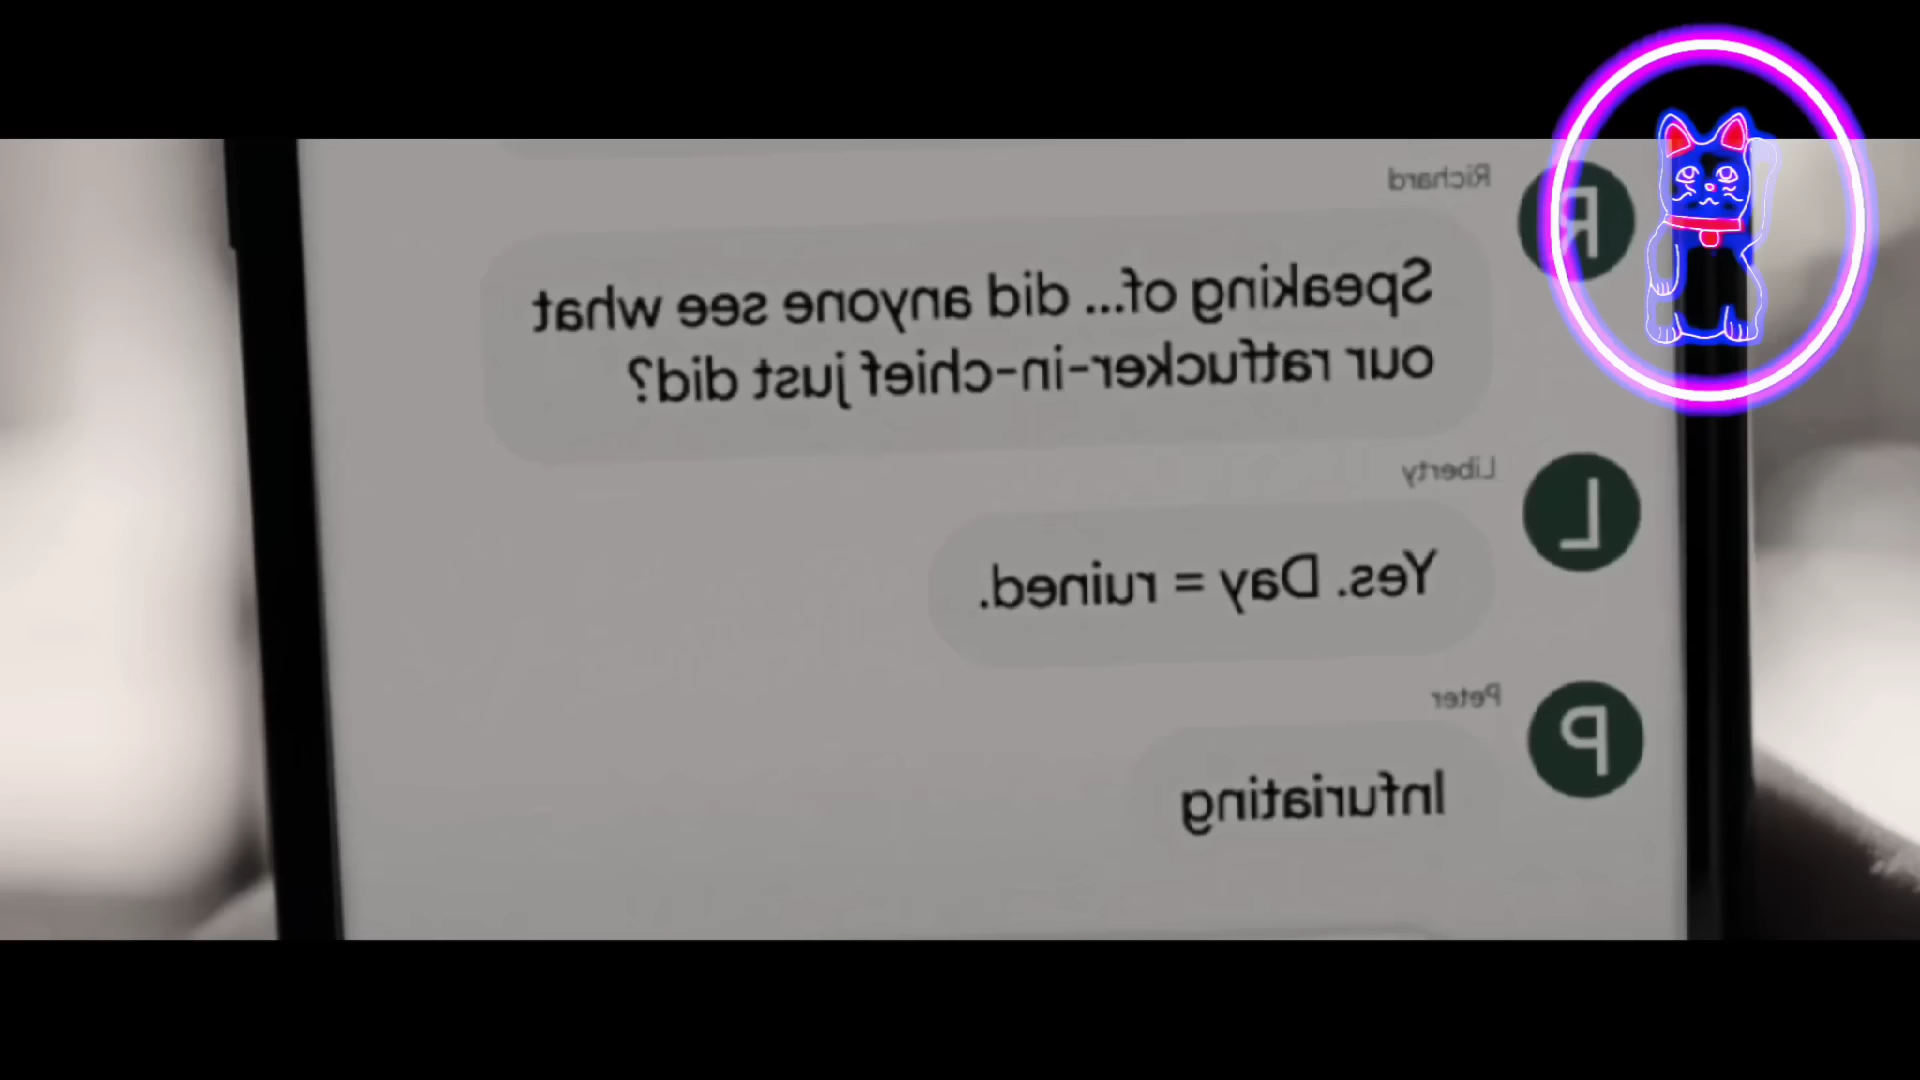 Richard
R
Speaking of... did anyone see what
our ratfucker-in-chief just did?
Liberty
L
Yes. Day = ruined.
Peter
P
Infuriating